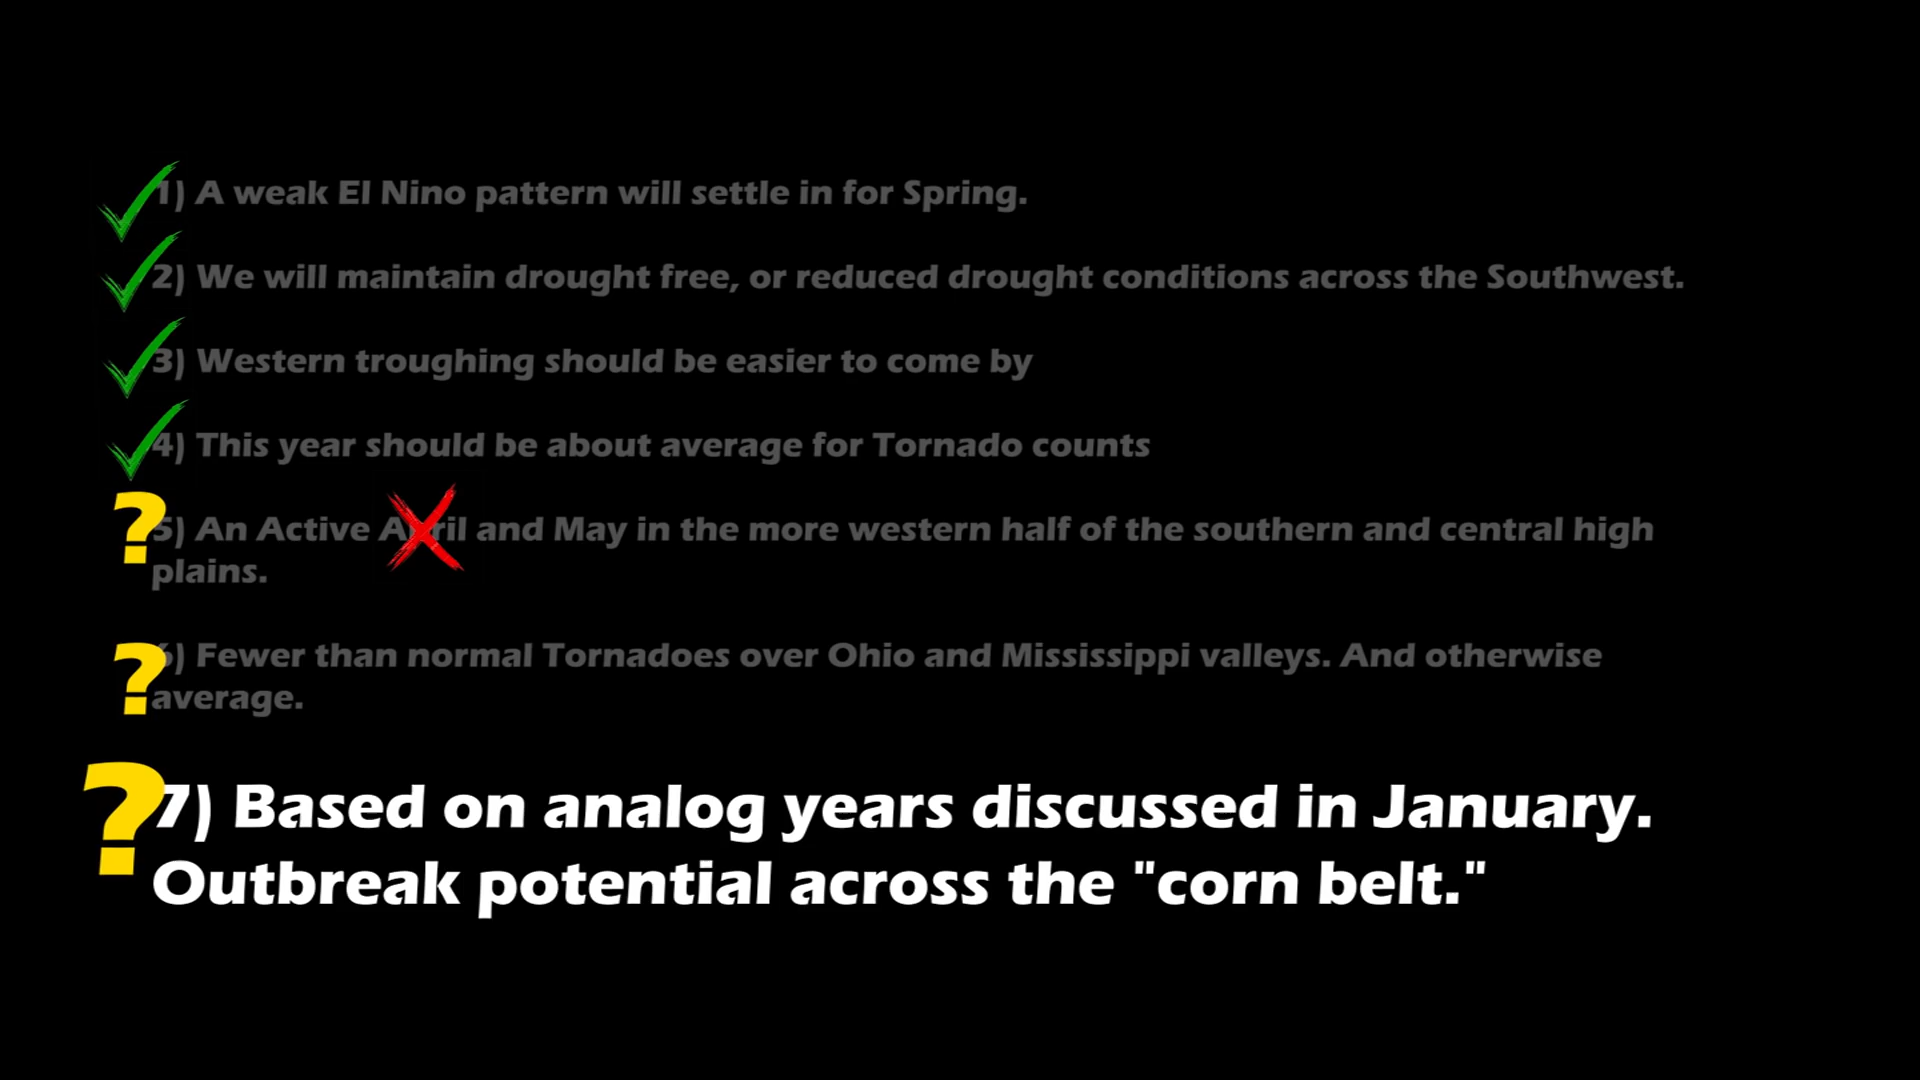 1) A weak El Nino pattern will settle in for Spring.
2) We will maintain drought free, or reduced drought conditions across the Southwest.
3) Western troughing should be easier to come by
4) This year should be about average for Tornado counts
? 5) An Active April and May in the more western half of the southern and central high
plains.
? 6) Fewer than normal Tornadoes over Ohio and Mississippi valleys. And otherwise
average.
? 7) Based on analog years discussed in January.
Outbreak potential across the "corn belt."